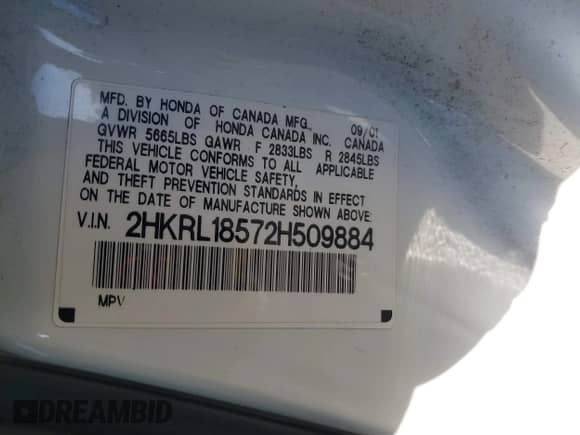 MFD. BY HONDA OF CANADA MFG., 09/01
A DIVISION OF HONDA CANADA INC. CANADA
GVWR 5665LBS GAWR F 2833LBS R 2845LBS
THIS VEHICLE CONFORMS TO ALL APPLICABLE
FEDERAL MOTOR VEHICLE SAFETY,
AND THEFT PREVENTION STANDARDS IN EFFECT
ON THE DATE OF MANUFACTURE SHOWN ABOVE.
V.I.N. 2HKRL18572H509884
MPV
DREAMBID